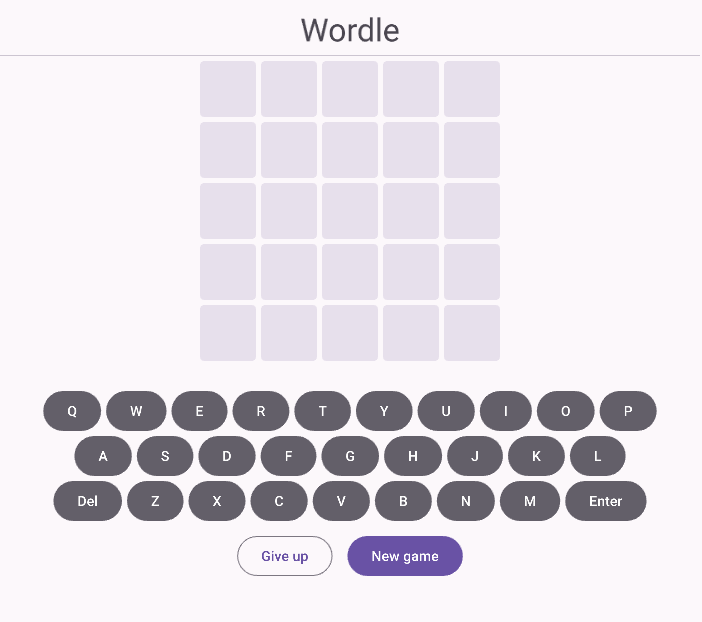 Wordle
Q W E R T Y U I O P
A S D F G H J K L
Del Z X C V B N M Enter
Give up New game